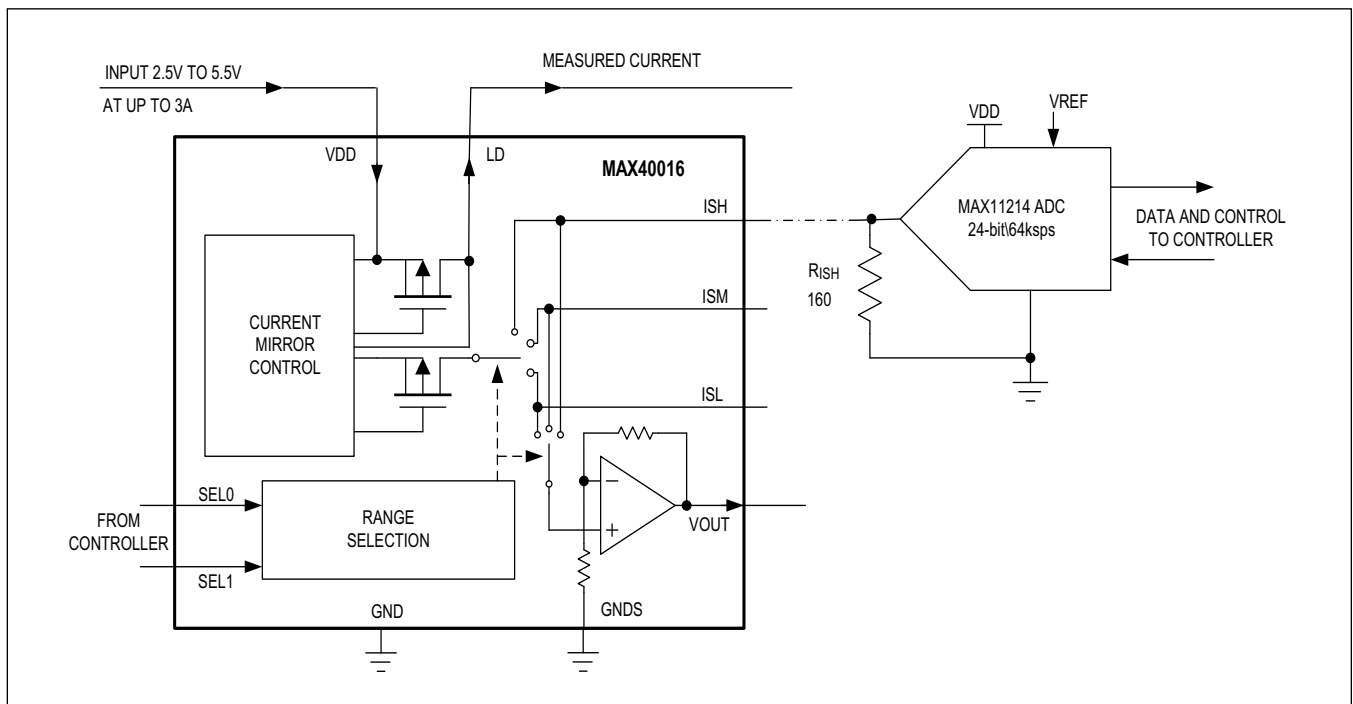 INPUT 2.5V TO 5.5V
AT UP TO 3A
MEASURED CURRENT
VDD
LD
MAX40016
ISH
VDD
VREF
MAX11214 ADC
24-bit\64ksps
DATA AND CONTROL
TO CONTROLLER
RISH
160
ISM
CURRENT
MIRROR
CONTROL
ISL
SEL0
FROM
CONTROLLER
SEL1
RANGE
SELECTION
−
+
VOUT
GND
GNDS